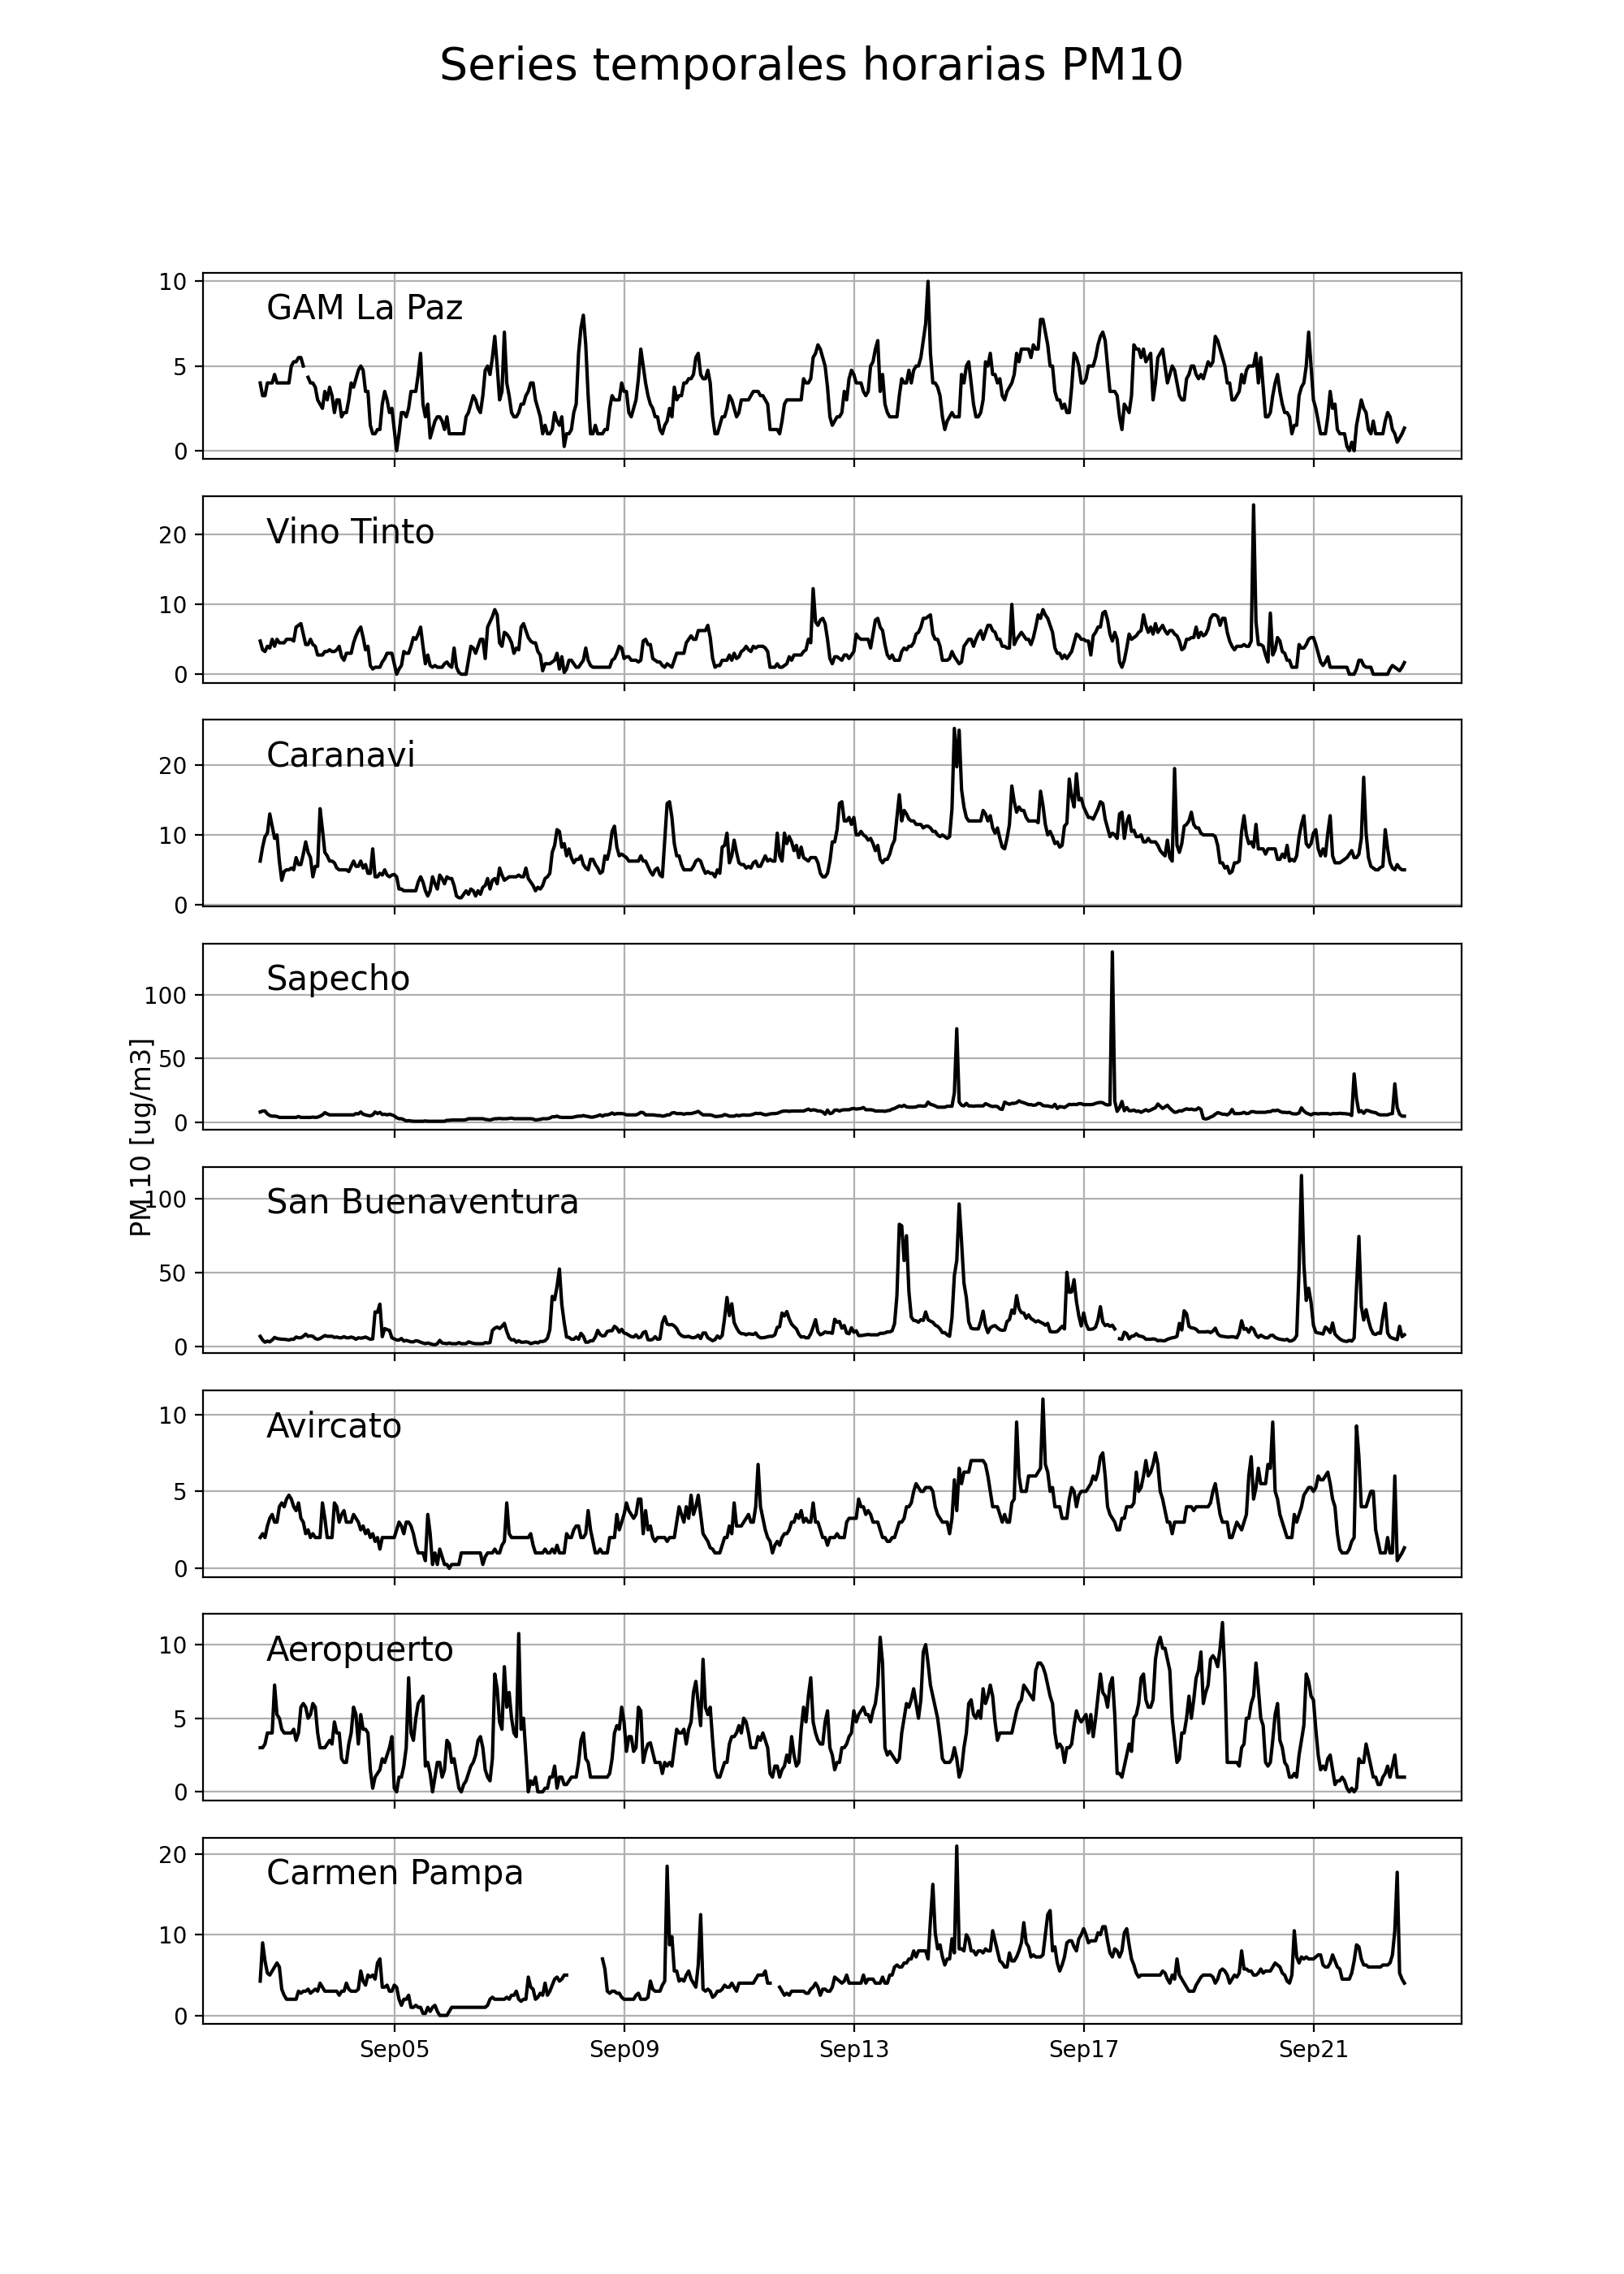 Series temporales horarias PM10
10
5
0
GAM La Paz
20
10
0
Vino Tinto
20
10
0
Caranavi
100
50
0
Sapecho
PM 10 [ug/m3]
100
50
0
San Buenaventura
10
5
0
Avircato
10
5
0
Aeropuerto
20
10
0
Carmen Pampa
Sep05 Sep09 Sep13 Sep17 Sep21